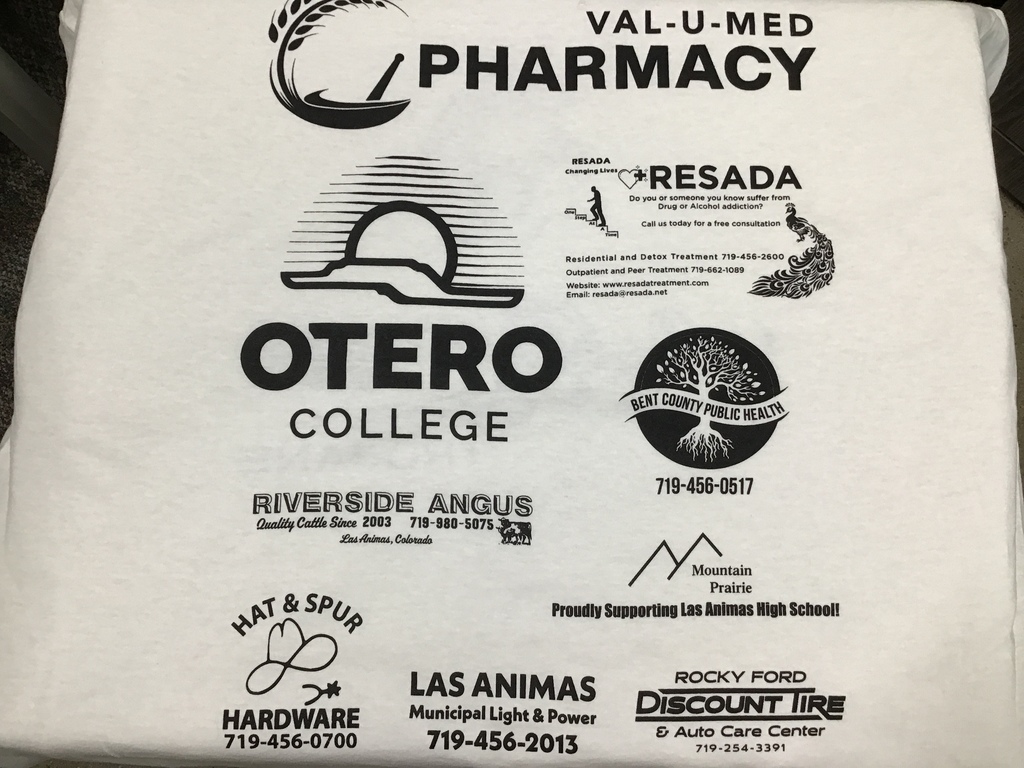 VAL-U-MED
PHARMACY
RESADA
Changing Lives
RESADA
Do you or someone you know suffer from
Drug or Alcohol addiction?
Call us today for a free consultation
One
Step
At
A
Time
Residential and Detox Treatment 719-456-2600
Outpatient and Peer Treatment 719-662-1089
Website: www.resadatreatment.com
Email: resada@resada.net
OTERO
COLLEGE
BENT COUNTY PUBLIC HEALTH
719-456-0517
RIVERSIDE ANGUS
Quality Cattle Since 2003 719-980-5075
Las Animas, Colorado
Mountain
Prairie
Proudly Supporting Las Animas High School!
HAT & SPUR
HARDWARE
719-456-0700
LAS ANIMAS
Municipal Light & Power
719-456-2013
ROCKY FORD
DISCOUNT TIRE
& Auto Care Center
719-254-3391